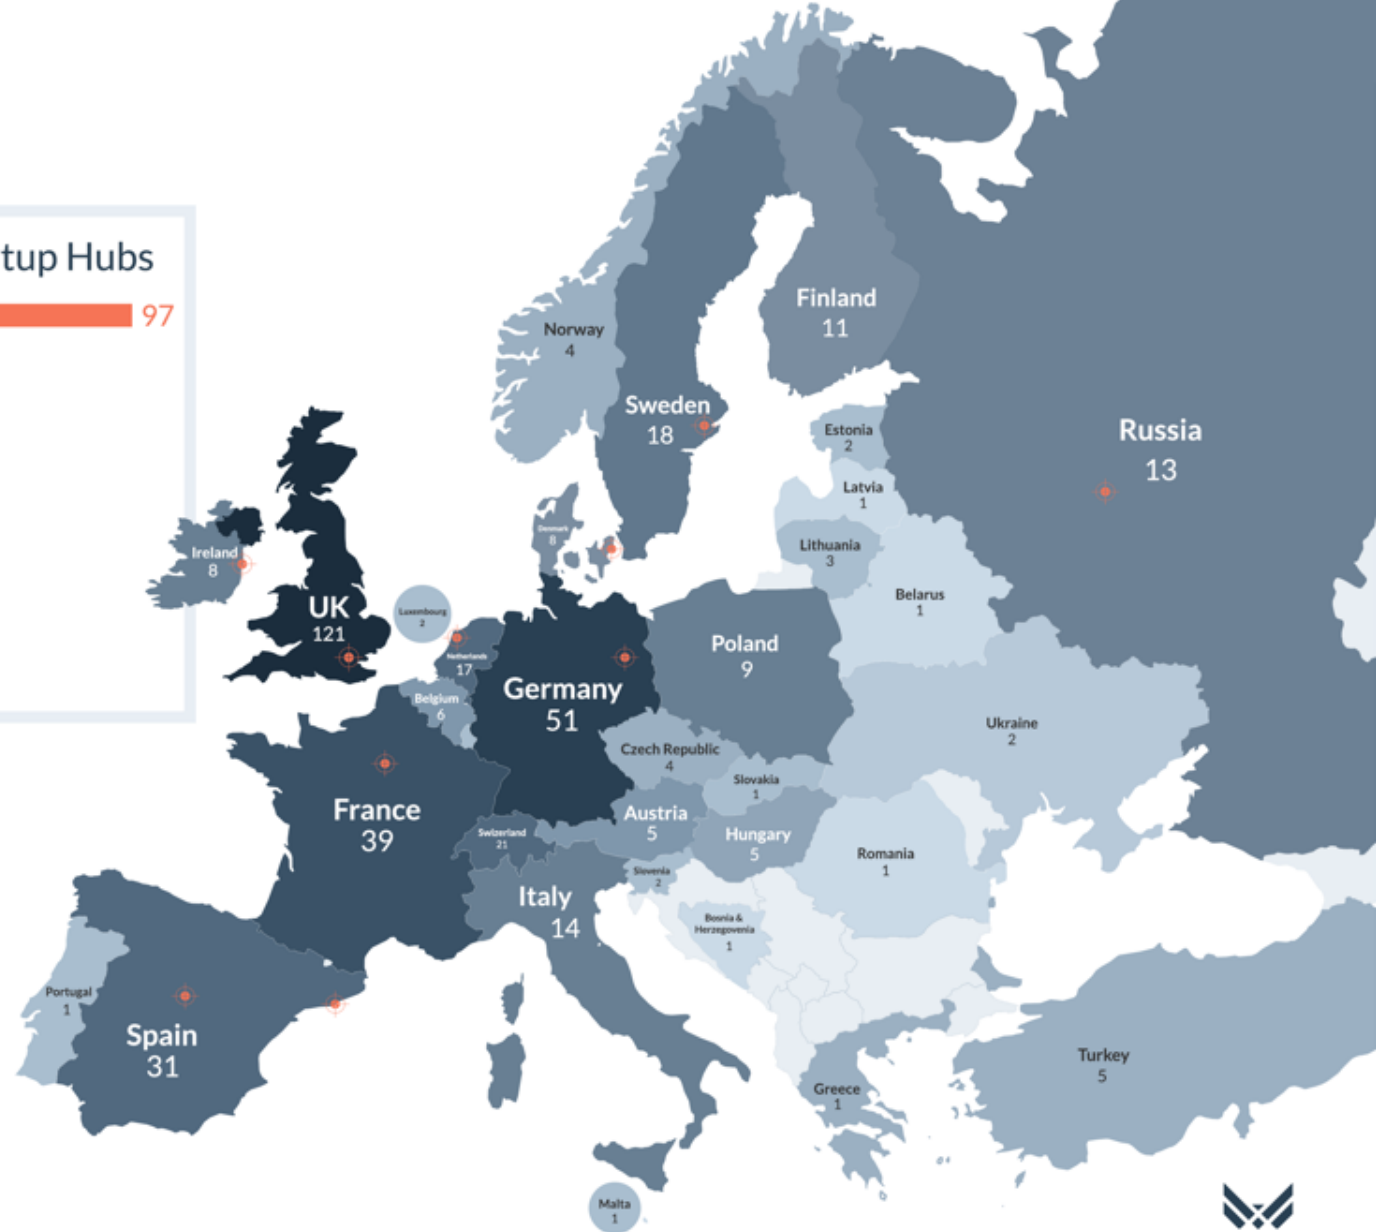 tup Hubs
97
Finland
11
Norway
4
Sweden
18
Russia
13
Estonia
2
Latvia
1
Denmark
8
Lithuania
3
Ireland
8
Belarus
1
UK
121
Luxembourg
2
Netherlands
17
Poland
9
Germany
51
Belgium
6
Ukraine
2
Czech Republic
4
Slovakia
1
France
39
Austria
5
Swizerland
21
Hungary
5
Romania
1
Slovenia
2
Italy
14
Bosnia &
Herzegovenia
1
Portugal
1
Spain
31
Turkey
5
Greece
1
Malta
1